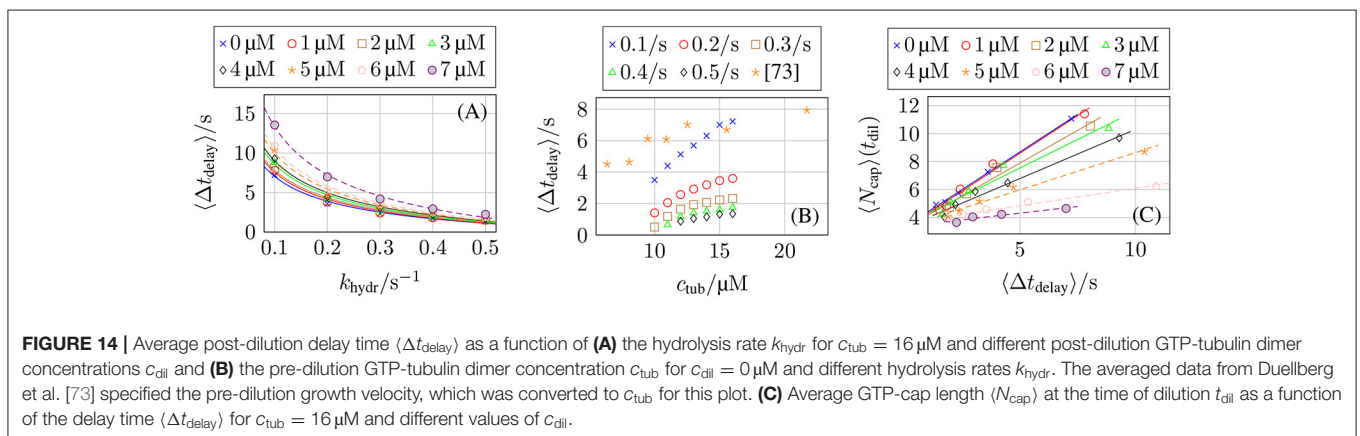 0 μM 1 μM 2 μM 3 μM
4 μM 5 μM 6 μM 7 μM
(A)
15
10
5
0
⟨Δt_delay⟩/s
0.1 0.2 0.3 0.4 0.5
k_hydr/s⁻¹
0.1/s 0.2/s 0.3/s
0.4/s 0.5/s [73]
8
6
4
2
0
⟨Δt_delay⟩/s
(B)
10 15 20
c_tub/μM
0 μM 1 μM 2 μM 3 μM
4 μM 5 μM 6 μM 7 μM
12
10
8
6
4
⟨N_cap⟩(t_dil)
(C)
5 10
⟨Δt_delay⟩/s
FIGURE 14 | Average post-dilution delay time ⟨Δt_delay⟩ as a function of (A) the hydrolysis rate k_hydr for c_tub = 16 μM and different post-dilution GTP-tubulin dimer
concentrations c_dil and (B) the pre-dilution GTP-tubulin dimer concentration c_tub for c_dil = 0 μM and different hydrolysis rates k_hydr. The averaged data from Duellberg
et al. [73] specified the pre-dilution growth velocity, which was converted to c_tub for this plot. (C) Average GTP-cap length ⟨N_cap⟩ at the time of dilution t_dil as a function
of the delay time ⟨Δt_delay⟩ for c_tub = 16 μM and different values of c_dil.